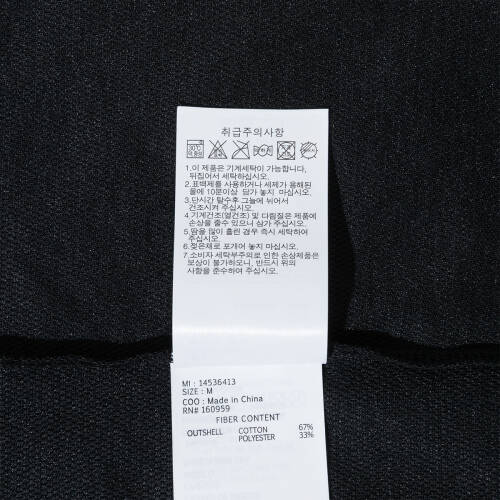 취급주의사항
30℃
약중성
1.이 제품은 기계세탁이 가능합니다.
뒤집어서 세탁하십시오.
2.표백제를 사용하거나 세제가 용해된
물에 10분이상 담가 놓지 마십시오.
3.단시간 탈수후 그늘에 뉘어서
건조시켜 주십시오.
4.기계건조(열건조) 및 다림질은 제품에
손상을 줄수 있으니 삼가 주십시오.
5.땀을 많이 흘린 경우 즉시 세탁하여
주십시오.
6.젖은채로 포개어 놓지 마십시오.
7.소비자 세탁부주의로 인한 손상제품은
보상이 불가하오니, 반드시 위의
사항을 준수하여 주십시오.
MI : 14536413
SIZE : M
COO : Made in China
RN# 160959
FIBER CONTENT
OUTSHELL COTTON 67%
POLYESTER 33%